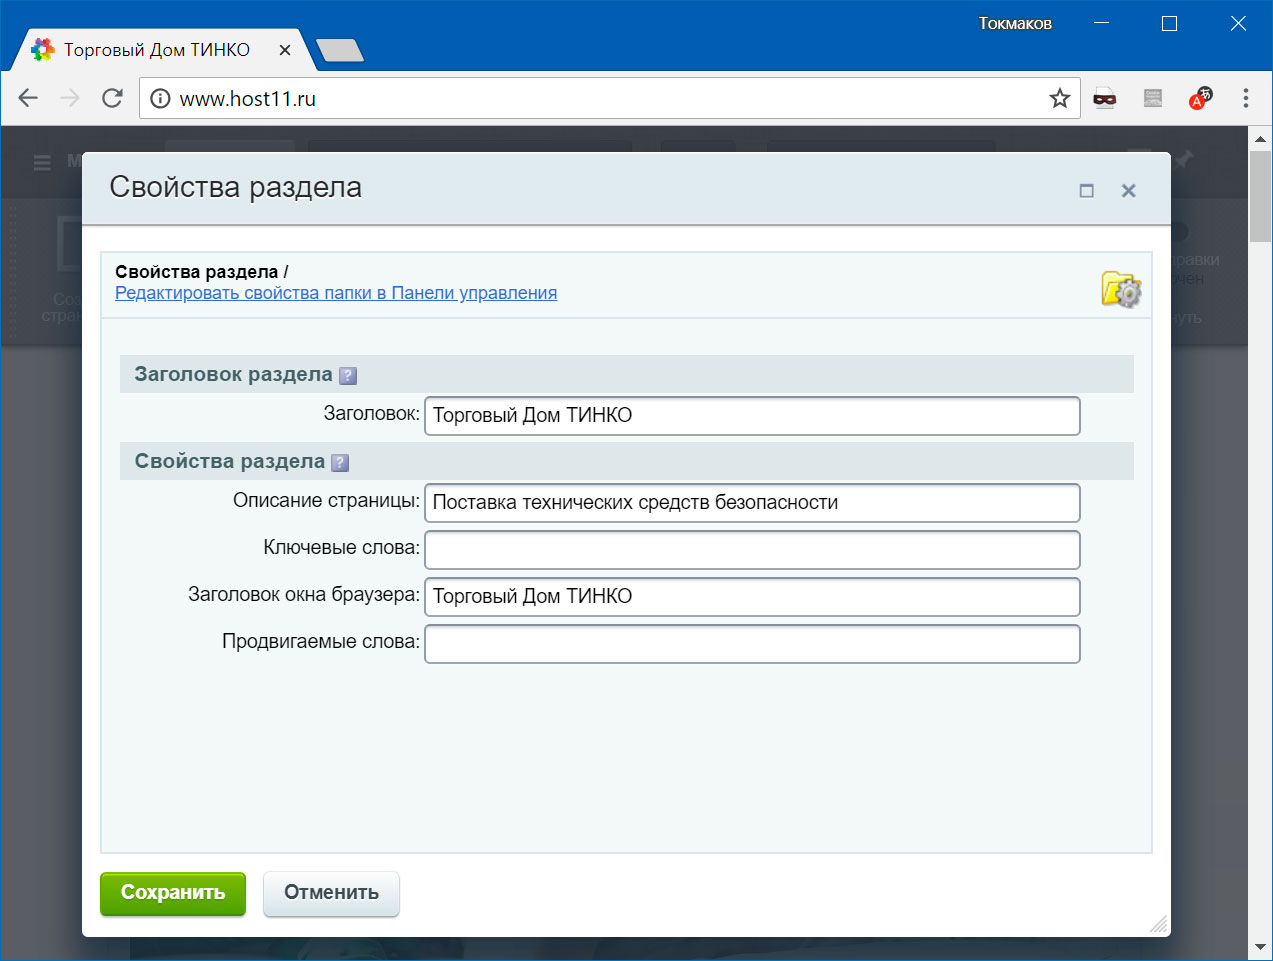 Токмаков
Торговый Дом ТИНКО
www.host11.ru
Свойства раздела
Свойства раздела /
Редактировать свойства папки в Панели управления
Заголовок раздела ?
Заголовок: Торговый Дом ТИНКО
Свойства раздела ?
Описание страницы: Поставка технических средств безопасности
Ключевые слова:
Заголовок окна браузера: Торговый Дом ТИНКО
Продвигаемые слова:
Сохранить Отменить